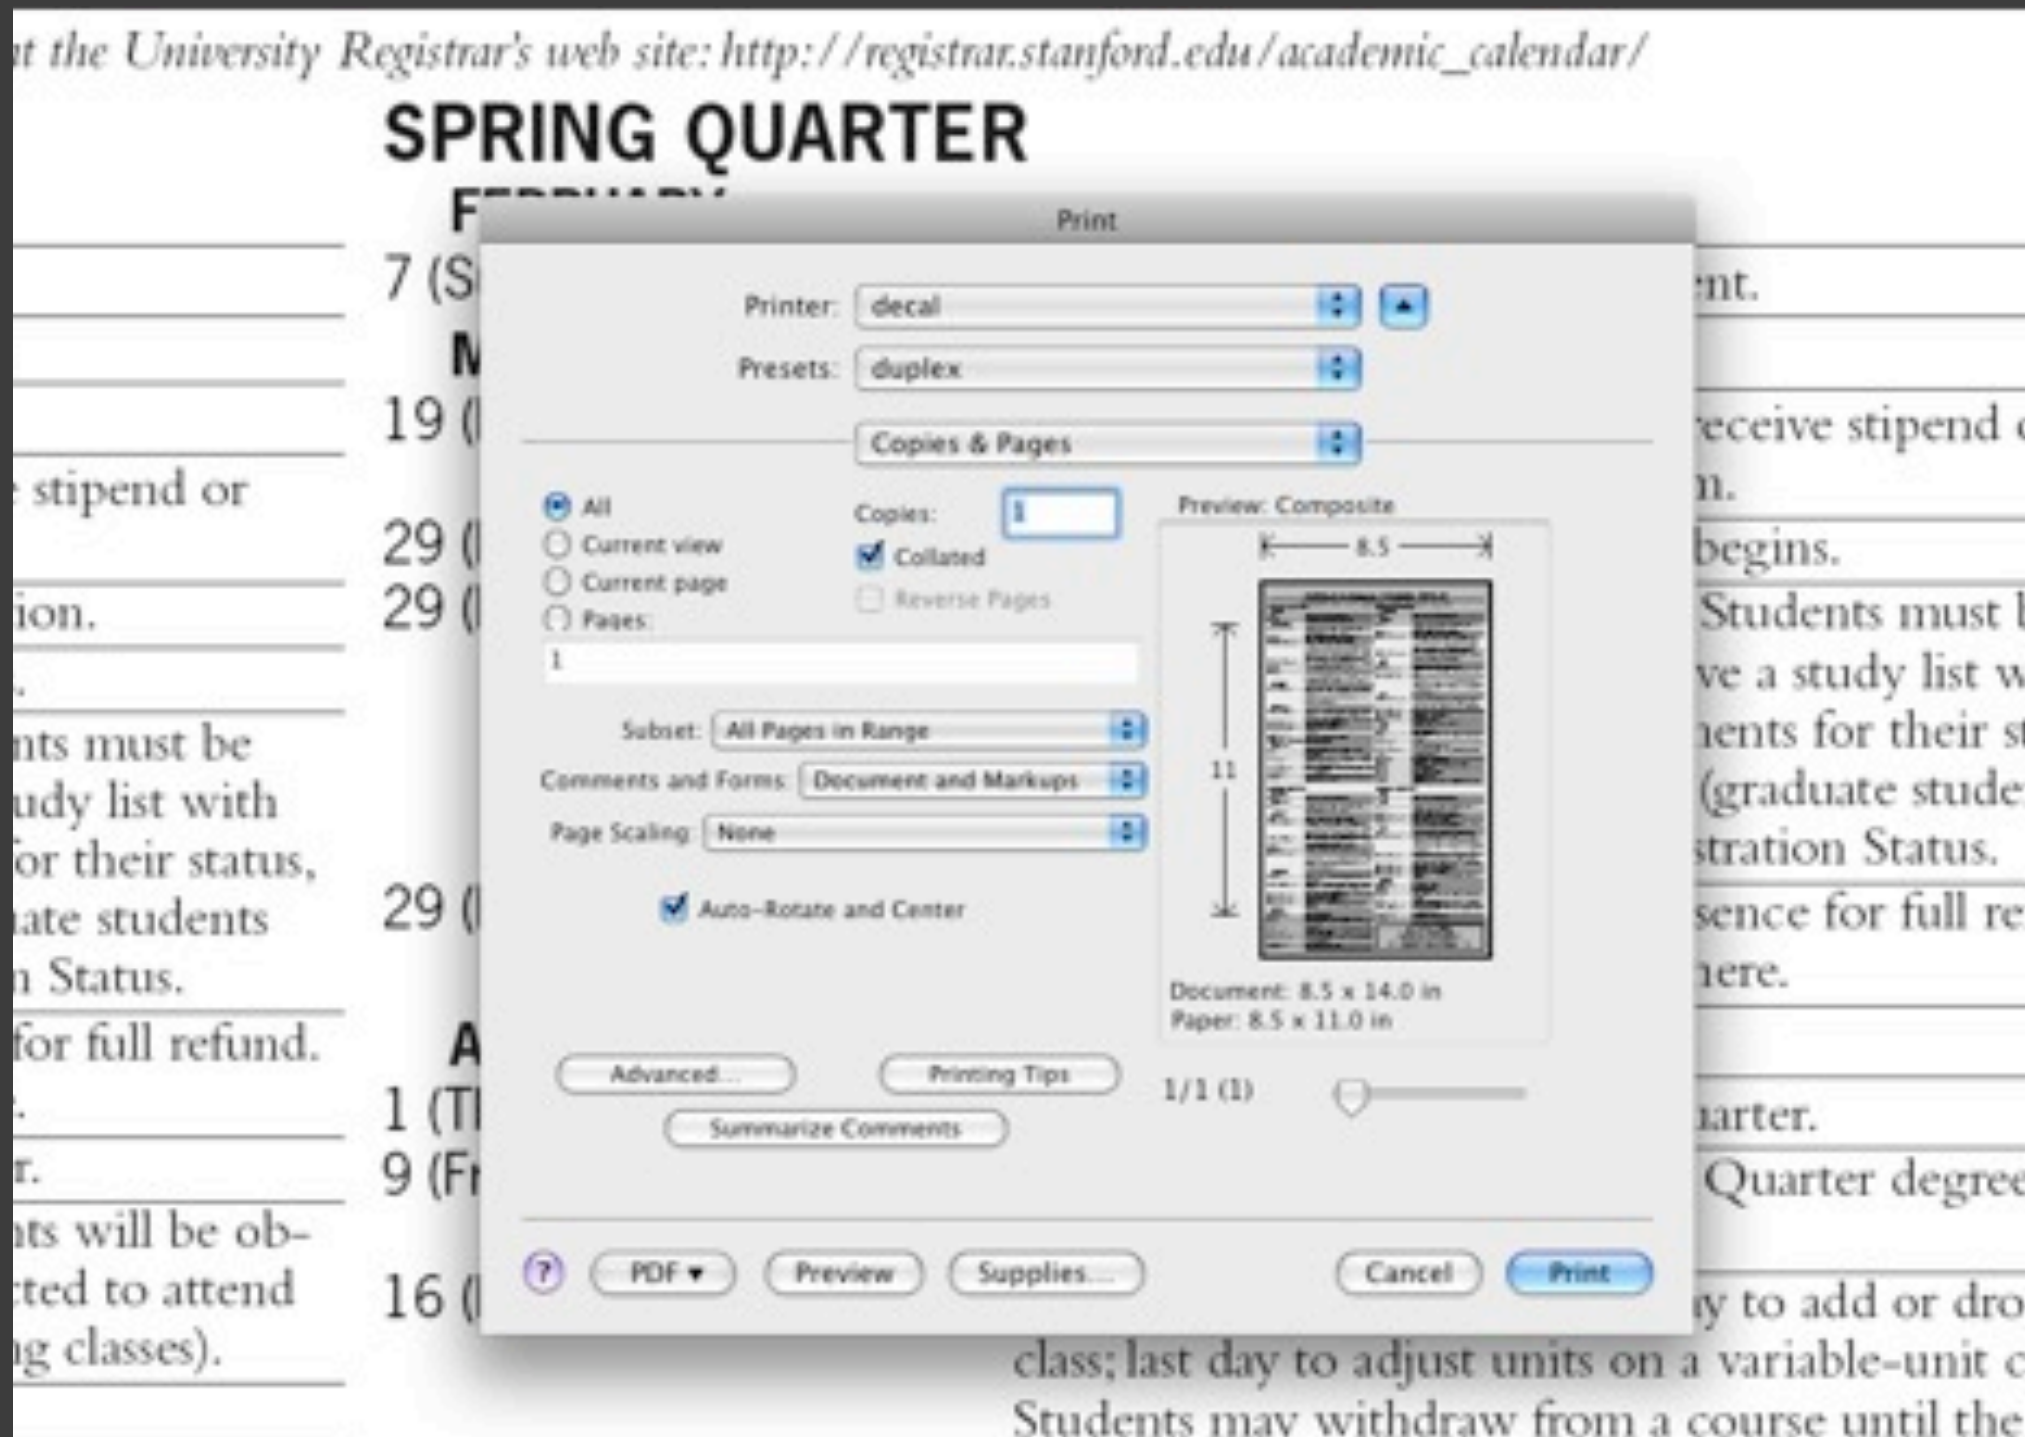 at the University Registrar's web site: http://registrar.stanford.edu/academic_calendar/
SPRING QUARTER
FEBRUARY
Print
7 (S
ent.
Printer: decal
Presets: duplex
19 (
receive stipend
Copies & Pages
stipend or
Preview: Composite
All
Copies: 1
Current view
8.5
29 (
begins.
Collated
Current page
Reverse Pages
ion.
29 (
Students must
Pages:
1
ve a study list
Subset: All Pages in Range
nts must be
ents for their
11
Comments and Forms: Document and Markups
udy list with
(graduate stude
Page Scaling: None
or their status,
stration Status.
Auto-Rotate and Center
ate students
29 (
sence for full re
n Status.
here.
Document: 8.5 x 14.0 in
Paper: 8.5 x 11.0 in
for full refund.
A
Advanced...
Printing Tips
1/1 (1)
1 (T
arter.
Summarize Comments
r.
9 (Fr
Quarter degree
nts will be ob-
? PDF ▾ Preview Supplies... Cancel Print
cted to attend
16 (
y to add or dro
ng classes).
class; last day to adjust units on a variable-unit c
Students may withdraw from a course until the